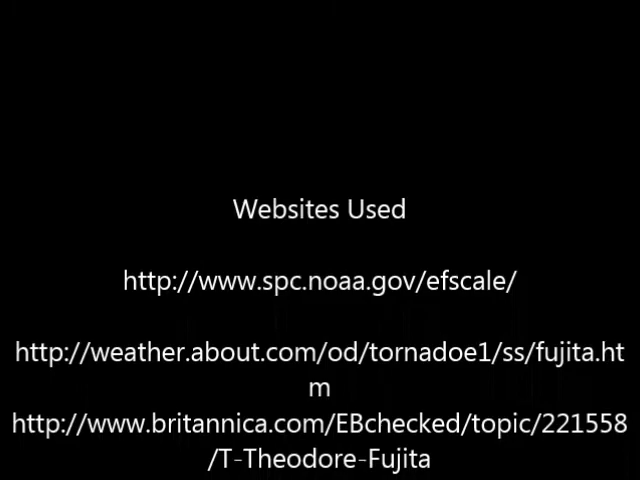 Websites Used
http://www.spc.noaa.gov/efscale/
http://weather.about.com/od/tornadoe1/ss/fujita.ht
m
http://www.britannica.com/EBchecked/topic/221558
/T-Theodore-Fujita